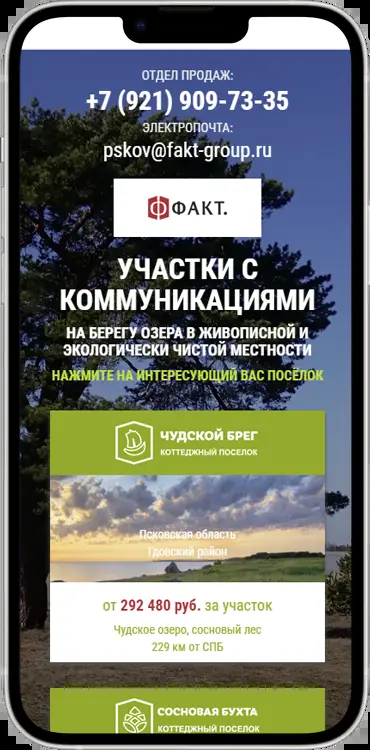 ОТДЕЛ ПРОДАЖ:
+7 (921) 909-73-35
ЭЛЕКТРОПОЧТА:
pskov@fakt-group.ru
ФАКТ.
УЧАСТКИ С
КОММУНИКАЦИЯМИ
НА БЕРЕГУ ОЗЕРА В ЖИВОПИСНОЙ И
ЭКОЛОГИЧЕСКИ ЧИСТОЙ МЕСТНОСТИ
НАЖМИТЕ НА ИНТЕРЕСУЮЩИЙ ВАС ПОСЁЛОК
ЧУДСКОЙ БРЕГ
КОТТЕДЖНЫЙ ПОСЕЛОК
Псковская область
Гдовский район
от 292 480 руб. за участок
Чудское озеро, сосновый лес
229 км от СПБ
СОСНОВАЯ БУХТА
КОТТЕДЖНЫЙ ПОСЕЛОК